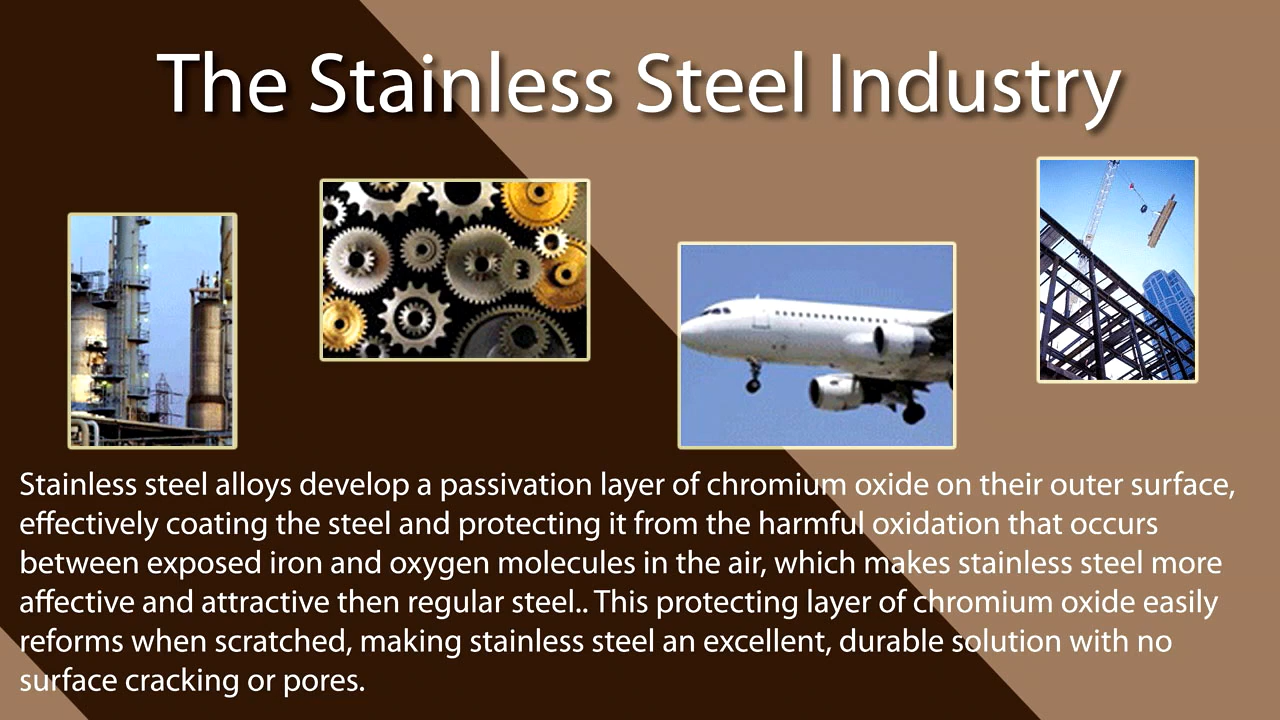 The Stainless Steel Industry
Stainless steel alloys develop a passivation layer of chromium oxide on their outer surface,
effectively coating the steel and protecting it from the harmful oxidation that occurs
between exposed iron and oxygen molecules in the air, which makes stainless steel more
affective and attractive then regular steel.. This protecting layer of chromium oxide easily
reforms when scratched, making stainless steel an excellent, durable solution with no
surface cracking or pores.